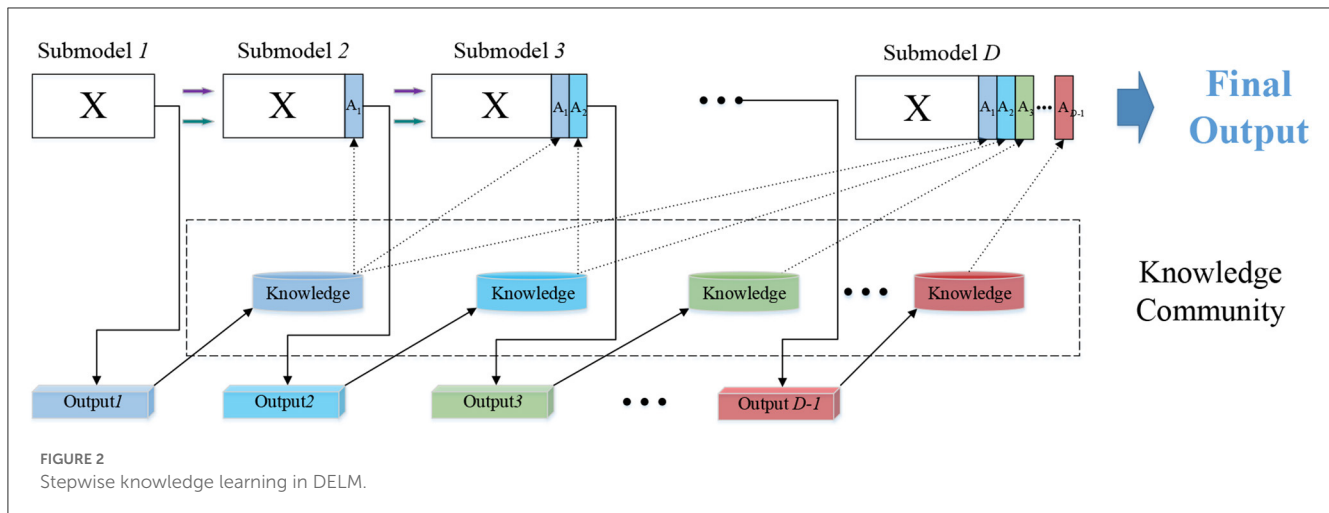 Submodel 1
Submodel 2
Submodel 3
Submodel D
X
X
A1
X
A1
A2
•••
X
A1
A2
A3
•••
AD-1
Final
Output
Knowledge
Knowledge
Knowledge
•••
Knowledge
Knowledge
Community
Output1
Output2
Output3
•••
Output D-1
FIGURE 2
Stepwise knowledge learning in DELM.